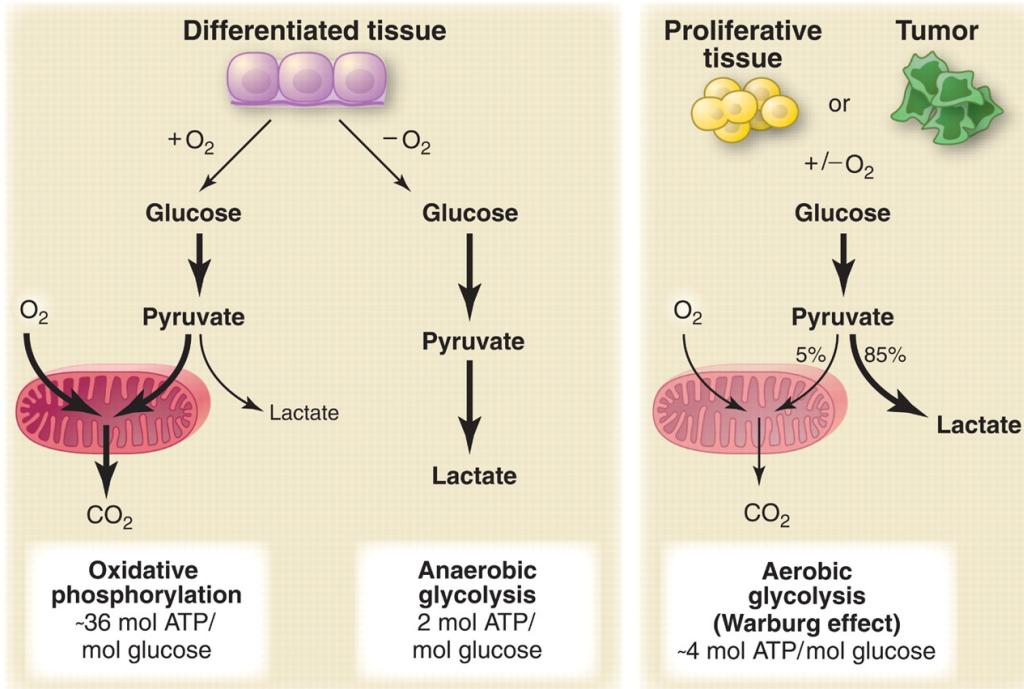 Differentiated tissue
+O₂
−O₂
Glucose
Glucose
O₂
Pyruvate
Pyruvate
Lactate
Lactate
CO₂
Oxidative
phosphorylation
~36 mol ATP/
mol glucose
Anaerobic
glycolysis
2 mol ATP/
mol glucose
Proliferative
tissue
or
Tumor
+/−O₂
Glucose
O₂
Pyruvate
5%
85%
Lactate
CO₂
Aerobic
glycolysis
(Warburg effect)
~4 mol ATP/mol glucose